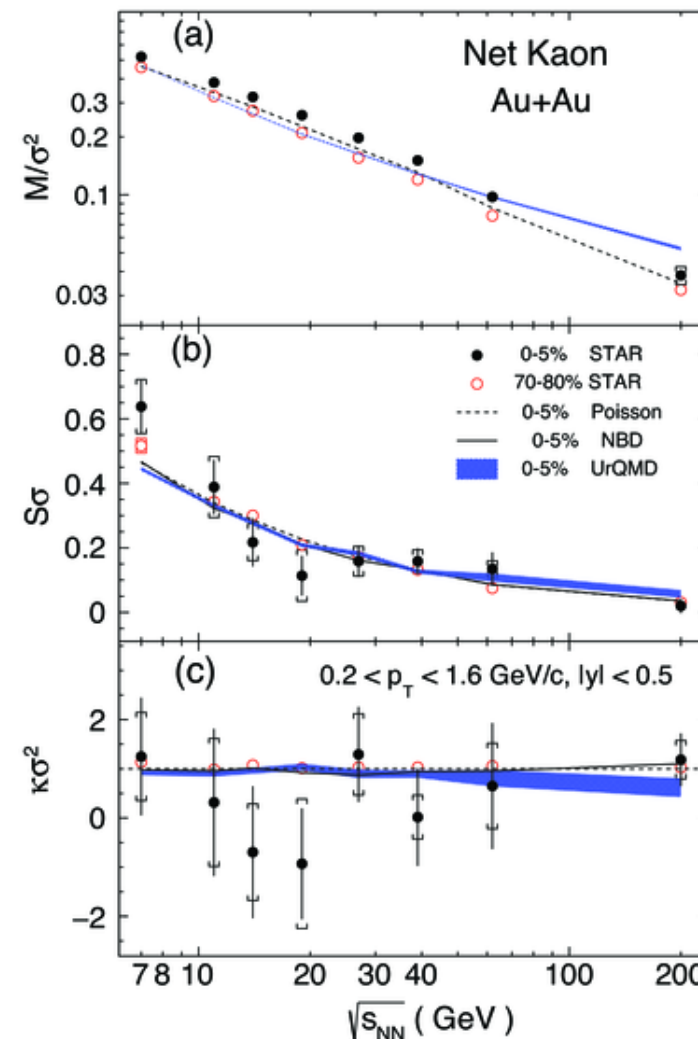 (a)
Net Kaon
Au+Au
M/σ²
0.3
0.2
0.1
0.03
(b)
0-5% STAR
70-80% STAR
0-5% Poisson
0-5% NBD
0-5% UrQMD
Sσ
0.8
0.6
0.4
0.2
0
(c)
0.2 < p_T < 1.6 GeV/c, |y| < 0.5
κσ²
2
0
−2
7 8 10 20 30 40 100 200
√s_NN ( GeV )